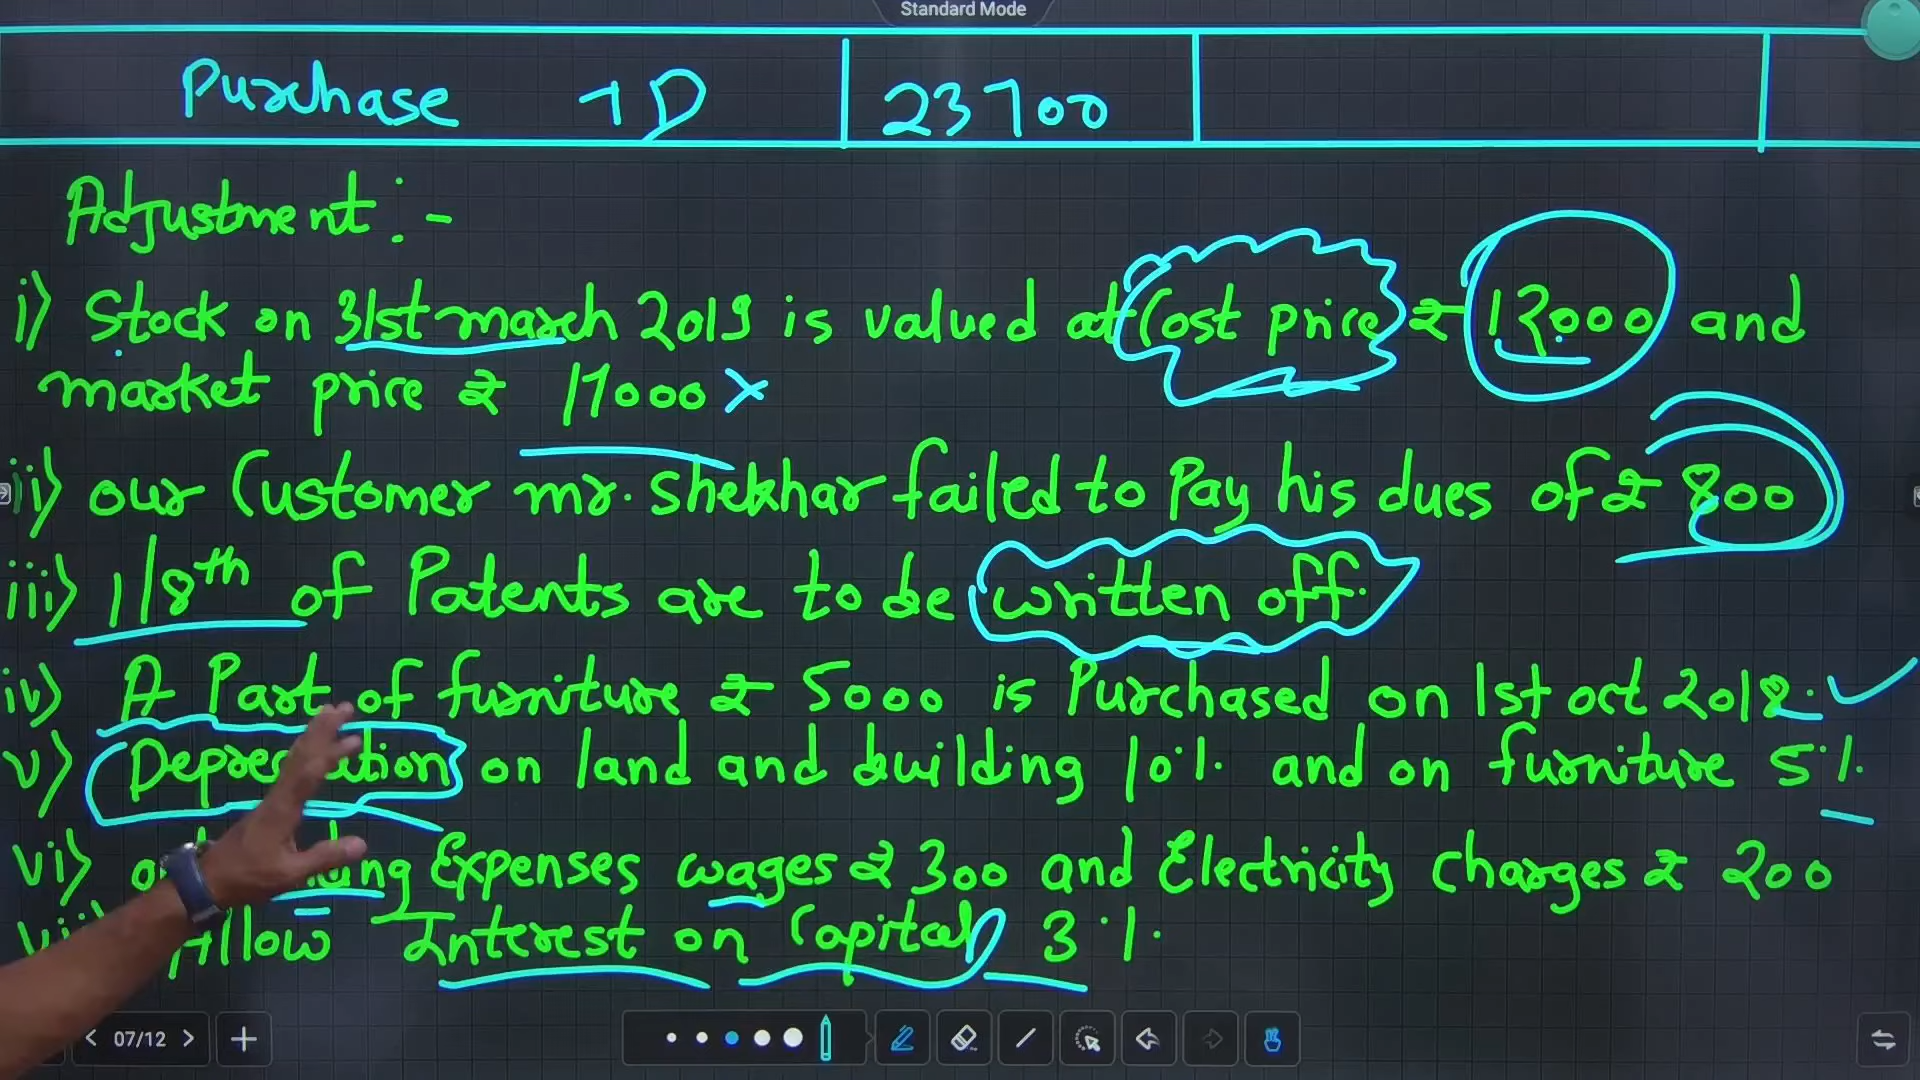 Standard Mode
Purchase TD 23700
Adjustment :-
i) Stock on 31st march 2019 is valued at Cost price ₹ and
market price ₹ 17000 ×
ii) our Customer mr. Shekhar failed to Pay his dues of ₹ 800
iii) 1/8th of Patents are to be written off.
iv) A Part of furniture ₹ 5000 is Purchased on 1st oct 2018.
v) Depreciation on land and building 10%. and on furniture 5%.
vi) Expenses wages ₹ 300 and Electricity Charges ₹ 200
Allow Interest on Capital 3%.
07/12